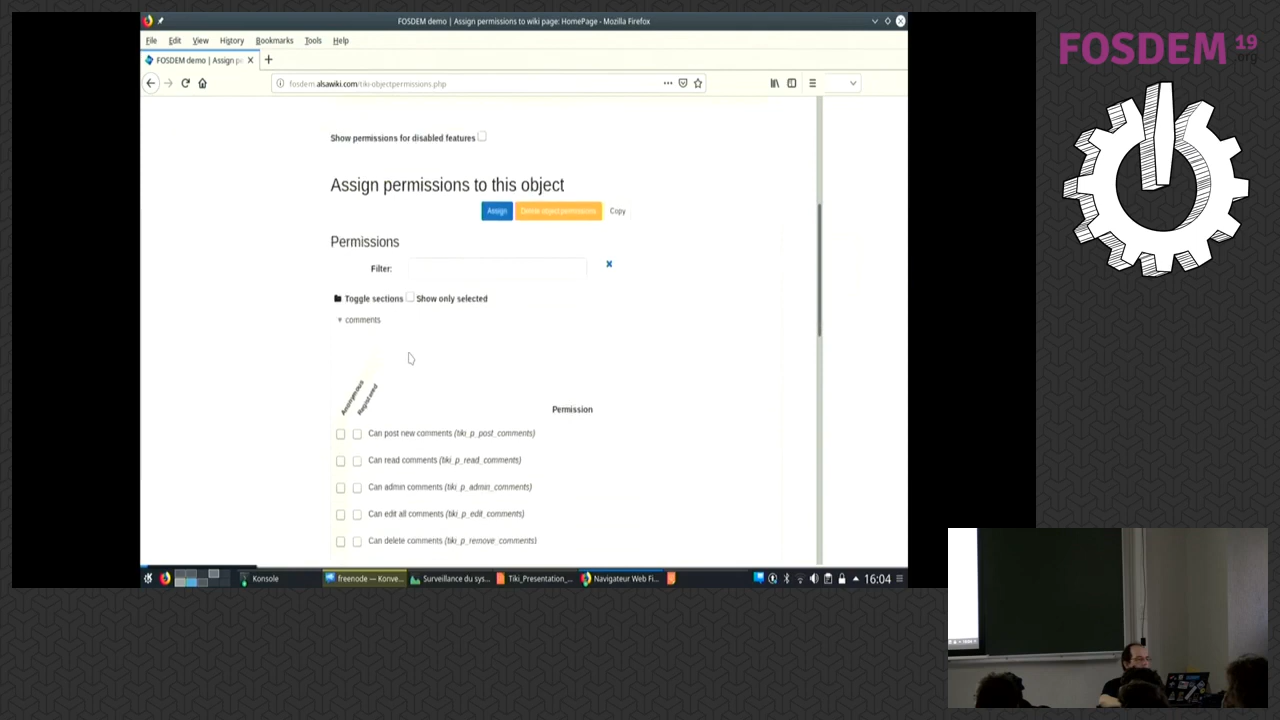 FOSDEM demo | Assign permissions to wiki page: HomePage - Mozilla Firefox
File Edit View History Bookmarks Tools Help
FOSDEM demo | Assign p
fosdem.alsawiki.com/tiki-objectpermissions.php
Show permissions for disabled features
Assign permissions to this object
Assign Delete object permissions Copy
Permissions
Filter:
Toggle sections Show only selected
comments
Anonymous
Registered
Permission
Can post new comments (tiki_p_post_comments)
Can read comments (tiki_p_read_comments)
Can admin comments (tiki_p_admin_comments)
Can edit all comments (tiki_p_edit_comments)
Can delete comments (tiki_p_remove_comments)
Konsole freenode — Konve... Surveillance du sys... Tiki_Presentation_... Navigateur Web Fi... 16:04
FOSDEM 19
.org